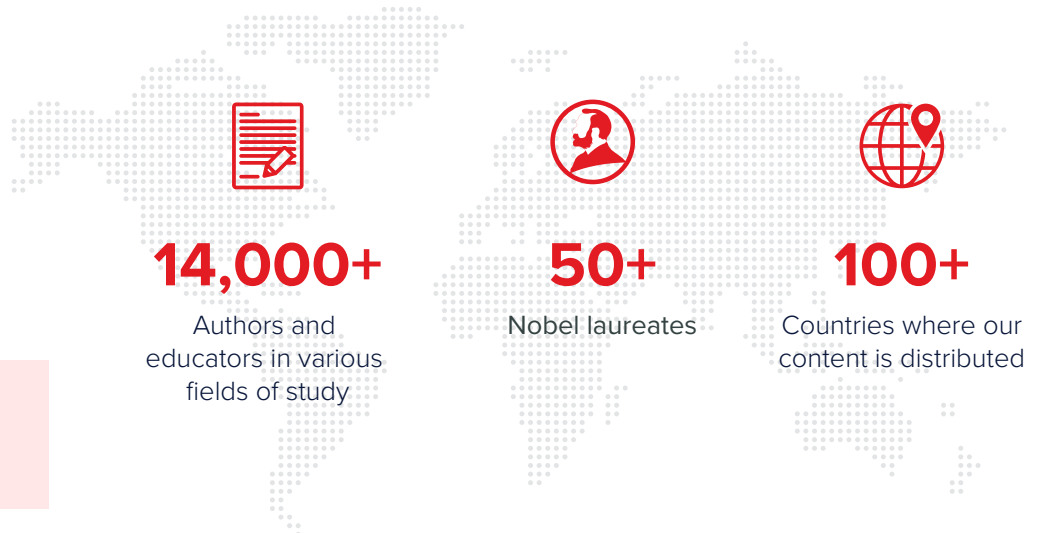 14,000+
Authors and
educators in various
fields of study
50+
Nobel laureates
100+
Countries where our
content is distributed